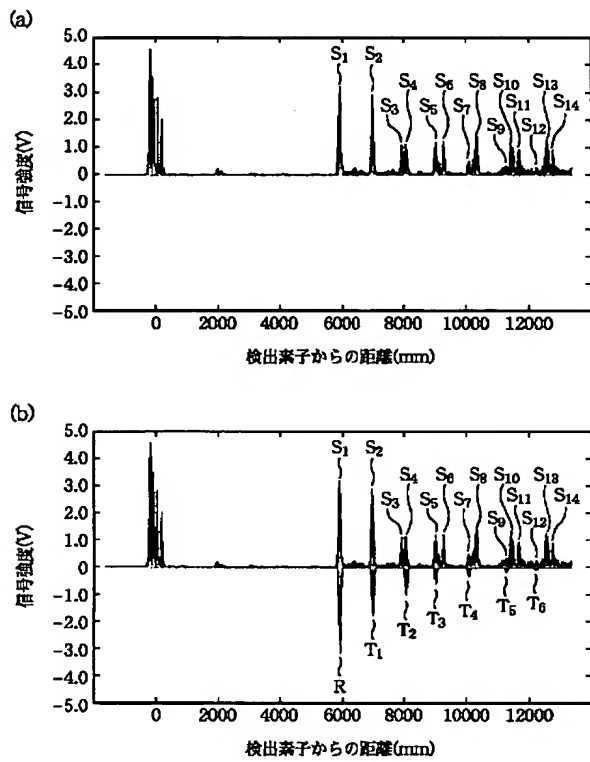 (a)
5.0
4.0
3.0
2.0
1.0
0
-1.0
-2.0
-3.0
-4.0
-5.0
信号強度(V)
S1
S2
S3
S4
S5
S6
S7
S8
S9
S10
S11
S12
S13
S14
0
2000
4000
6000
8000
10000
12000
検出素子からの距離(mm)
(b)
5.0
4.0
3.0
2.0
1.0
0
-1.0
-2.0
-3.0
-4.0
-5.0
信号強度(V)
S1
S2
S3
S4
S5
S6
S7
S8
S9
S10
S11
S12
S13
S14
R
T1
T2
T3
T4
T5
T6
0
2000
4000
6000
8000
10000
12000
検出素子からの距離(mm)